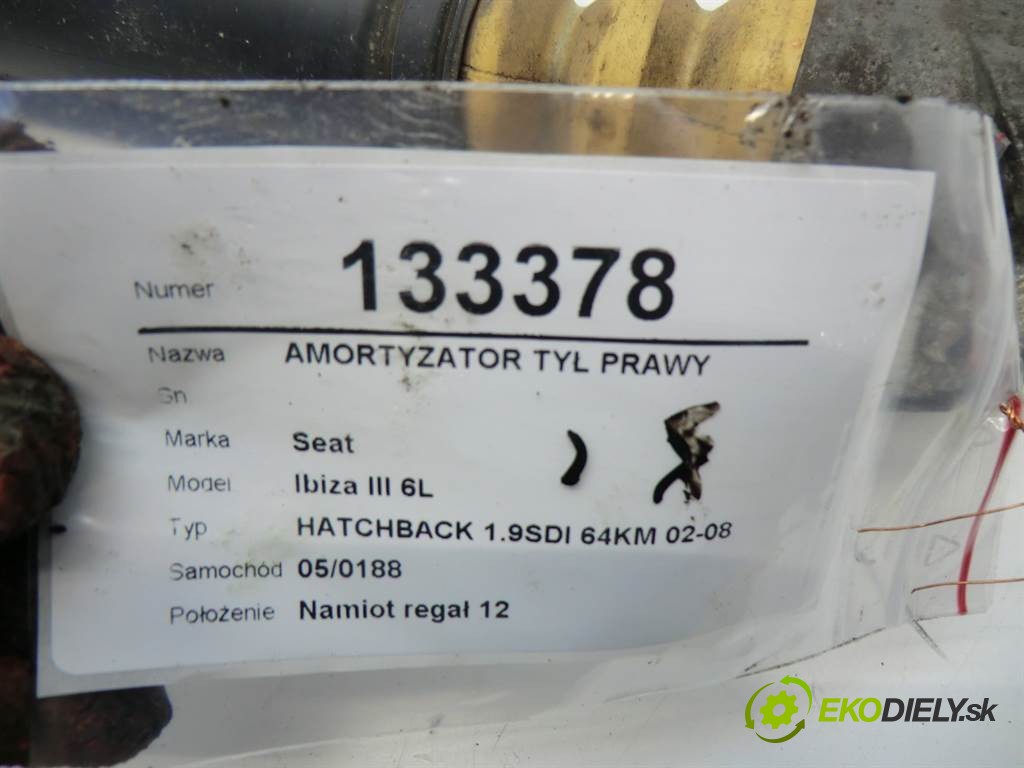 Numer 133378
Nazwa AMORTYZATOR TYL PRAWY
Gn
Marka Seat
Model Ibiza III 6L
Typ HATCHBACK 1.9SDI 64KM 02-08
Samochód 05/0188
Położenie Namiot regał 12
EKODIELY.sk